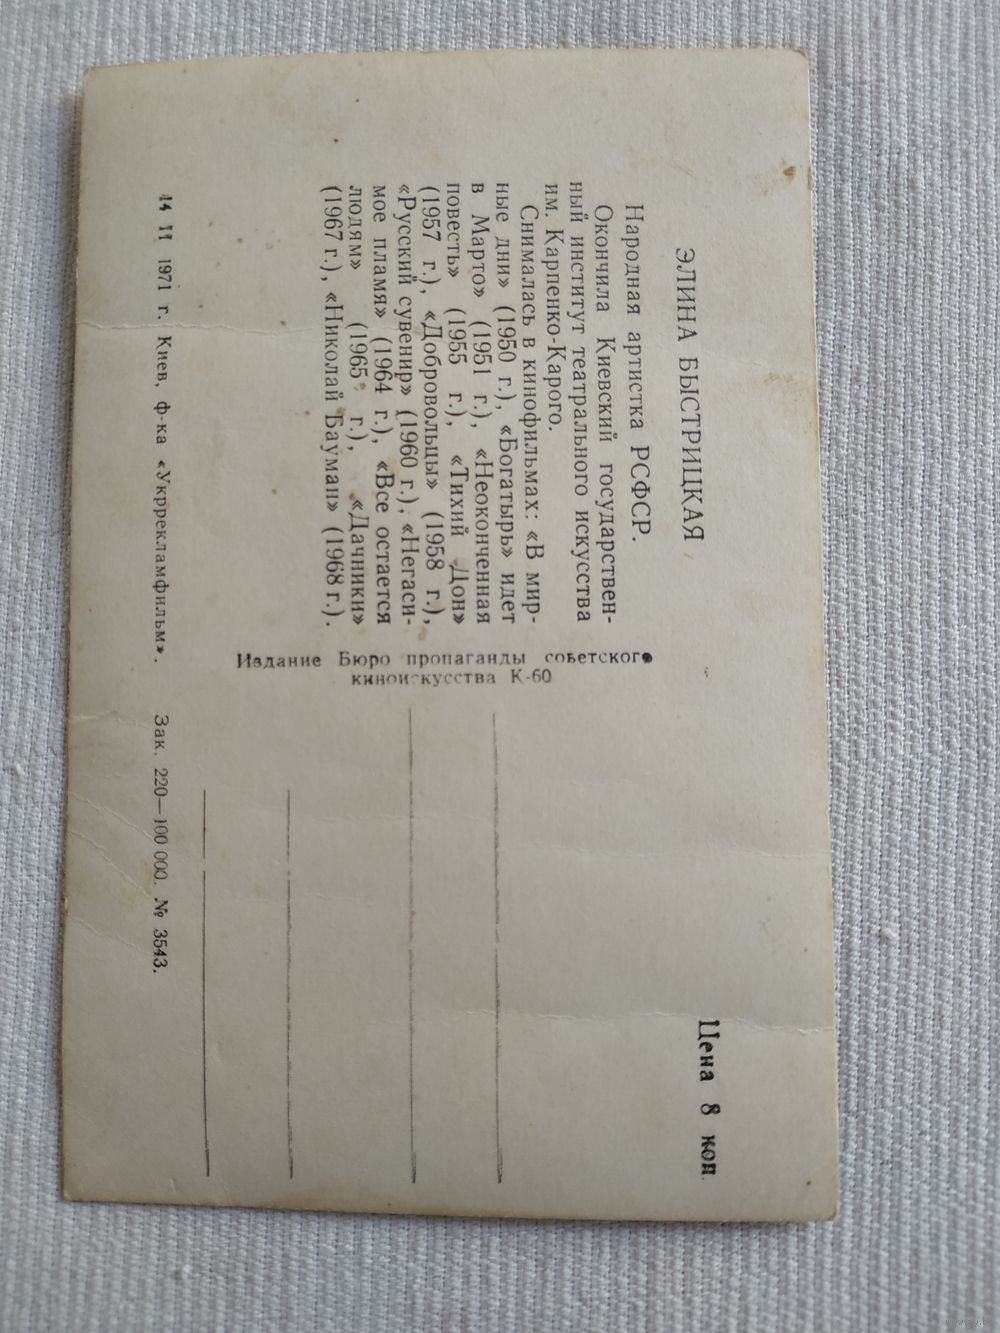 ЭЛИНА БЫСТРИЦКАЯ
Народная артистка РСФСР.
Окончила Киевский государствен-
ный институт театрального искусства
им. Карпенко-Карого.
Снималась в кинофильмах: «В мир-
ные дни» (1950 г.), «Богатырь» идет
в Марто» (1951 г.), «Неоконченная
повесть» (1955 г.), «Тихий Дон»
(1957 г.), «Добровольцы» (1958 г.),
«Русский сувенир» (1960 г.), «Негаси-
мое пламя» (1964 г.), «Все остается
людям» (1965 г.), «Дачники»
(1967 г.), «Николай Бауман» (1968 г.).
Издание Бюро пропаганды советского
киноискусства К-60
Цена 8 коп.
1971 г. Киев, ф-ка «Укррекламфильм». Зак. 220—100 000. № 3543.